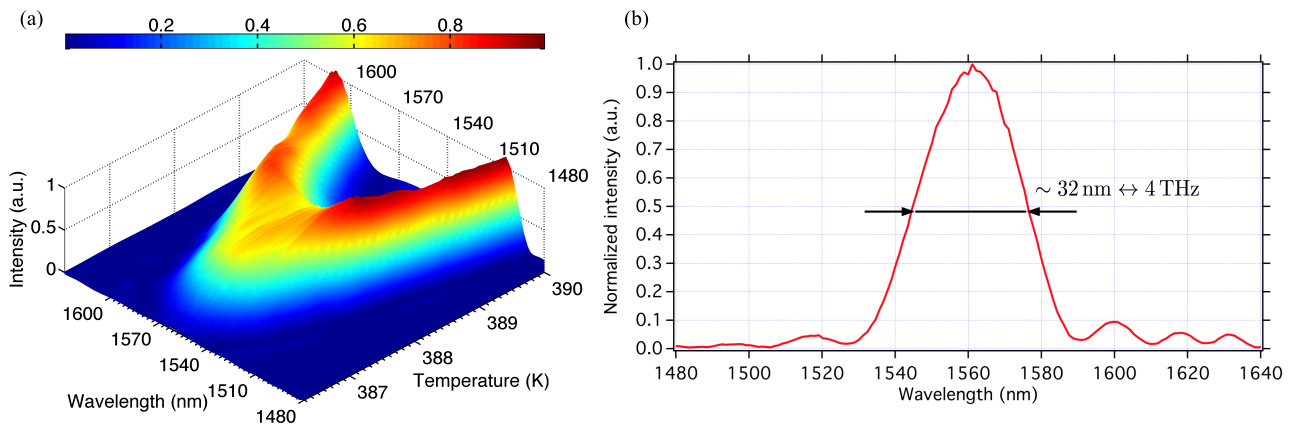 (a)
0.2 0.4 0.6 0.8
1600
1570
1540
1510
1480
1
0.5
0
Intensity (a.u.)
1600
1570
1540
1510
1480
Wavelength (nm)
390
389
388
387
Temperature (K)
(b)
1.0
0.9
0.8
0.7
0.6
0.5
0.4
0.3
0.2
0.1
0.0
Normalized intensity (a.u.)
∼ 32 nm ↔ 4 THz
1480 1500 1520 1540 1560 1580 1600 1620 1640
Wavelength (nm)